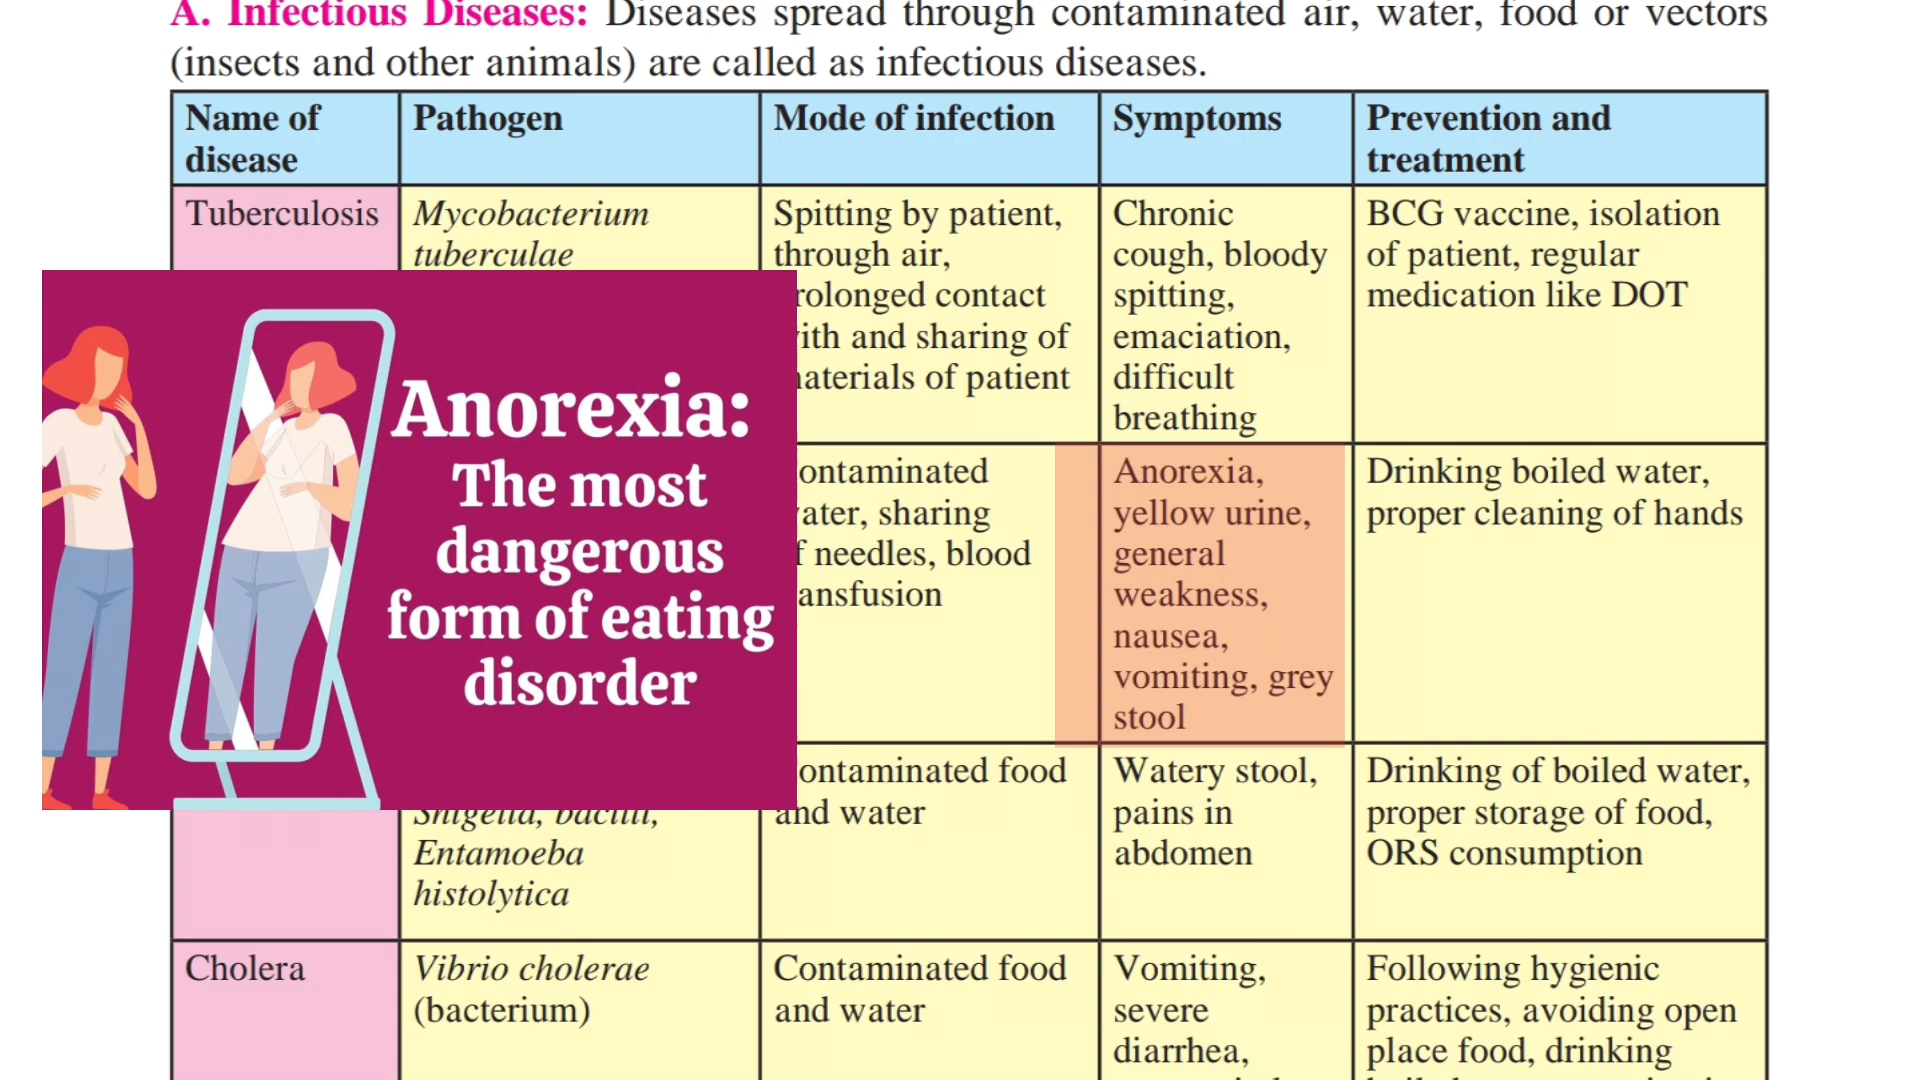 A. Infectious Diseases: Diseases spread through contaminated air, water, food or vectors
(insects and other animals) are called as infectious diseases.
Name of
disease
Pathogen
Mode of infection
Symptoms
Prevention and
treatment
Tuberculosis
Mycobacterium
tuberculae
Spitting by patient,
through air,
rolonged contact
ith and sharing of
aterials of patient
Chronic
cough, bloody
spitting,
emaciation,
difficult
breathing
BCG vaccine, isolation
of patient, regular
medication like DOT
Anorexia:
The most
dangerous
form of eating
disorder
ontaminated
ater, sharing
f needles, blood
ansfusion
Anorexia,
yellow urine,
general
weakness,
nausea,
vomiting, grey
stool
Drinking boiled water,
proper cleaning of hands
Shigella, bacilli,
Entamoeba
histolytica
ontaminated food
and water
Watery stool,
pains in
abdomen
Drinking of boiled water,
proper storage of food,
ORS consumption
Cholera
Vibrio cholerae
(bacterium)
Contaminated food
and water
Vomiting,
severe
diarrhea,
Following hygienic
practices, avoiding open
place food, drinking